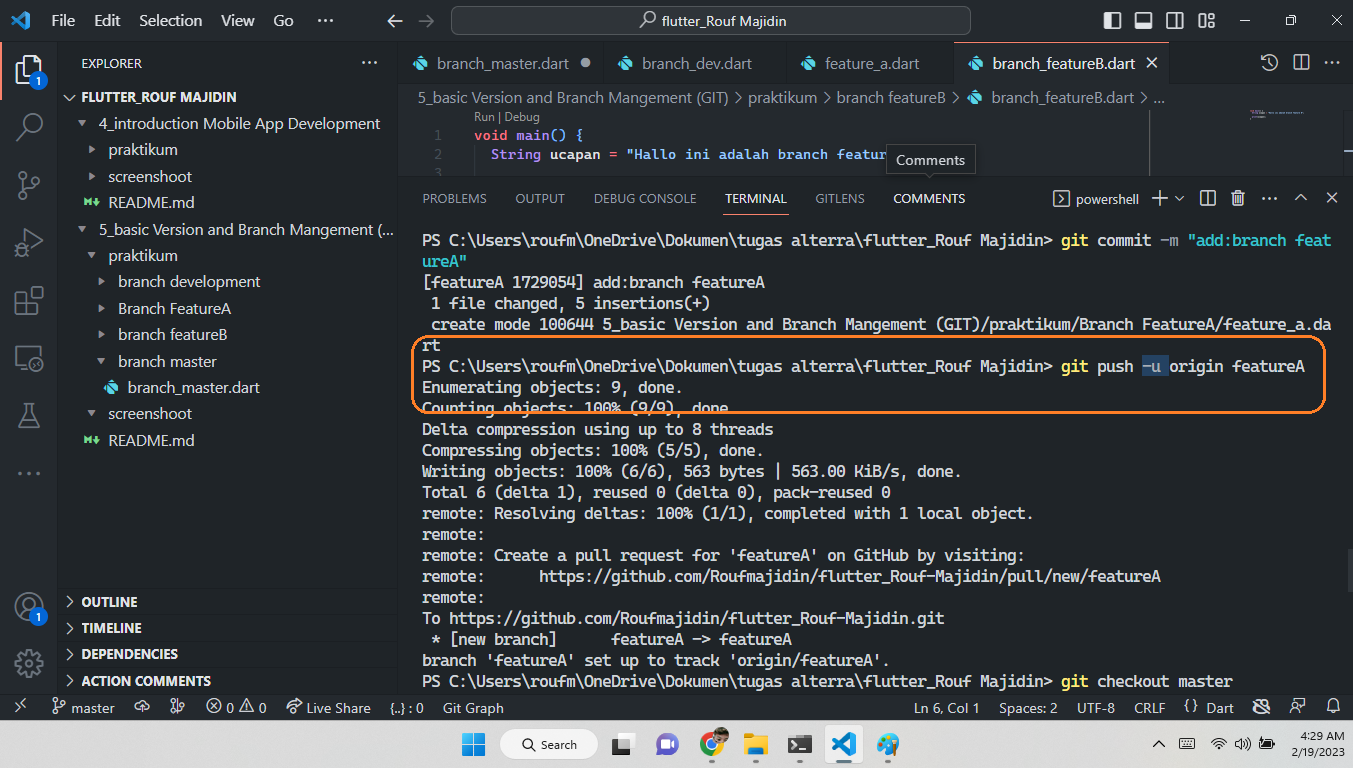 File Edit Selection View Go ···
flutter_Rouf Majidin
EXPLORER ···
branch_master.dart
branch_dev.dart
feature_a.dart
branch_featureB.dart
···
1
FLUTTER_ROUF MAJIDIN
5_basic Version and Branch Mangement (GIT) > praktikum > branch featureB > branch_featureB.dart > ...
4_introduction Mobile App Development
praktikum
screenshoot
README.md
5_basic Version and Branch Mangement (...
praktikum
branch development
Branch FeatureA
branch featureB
branch master
branch_master.dart
screenshoot
README.md
OUTLINE
TIMELINE
DEPENDENCIES
ACTION COMMENTS
1
Run | Debug
1 void main() {
2 String ucapan = "Hallo ini adalah branch featur
3
Comments
PROBLEMS OUTPUT DEBUG CONSOLE TERMINAL GITLENS COMMENTS
powershell
···
PS C:\Users\roufm\OneDrive\Dokumen\tugas alterra\flutter_Rouf Majidin> git commit -m "add:branch feat
ureA"
[featureA 1729054] add:branch featureA
1 file changed, 5 insertions(+)
create mode 100644 5_basic Version and Branch Mangement (GIT)/praktikum/Branch FeatureA/feature_a.da
rt
PS C:\Users\roufm\OneDrive\Dokumen\tugas alterra\flutter_Rouf Majidin> git push -u origin featureA
Enumerating objects: 9, done.
Counting objects: 100% (9/9), done.
Delta compression using up to 8 threads
Compressing objects: 100% (5/5), done.
Writing objects: 100% (6/6), 563 bytes | 563.00 KiB/s, done.
Total 6 (delta 1), reused 0 (delta 0), pack-reused 0
remote: Resolving deltas: 100% (1/1), completed with 1 local object.
remote:
remote: Create a pull request for 'featureA' on GitHub by visiting:
remote: https://github.com/Roufmajidin/flutter_Rouf-Majidin/pull/new/featureA
remote:
To https://github.com/Roufmajidin/flutter_Rouf-Majidin.git
* [new branch] featureA -> featureA
branch 'featureA' set up to track 'origin/featureA'.
PS C:\Users\roufm\OneDrive\Dokumen\tugas alterra\flutter_Rouf Majidin> git checkout master
master 0 0 Live Share {..} : 0 Git Graph Ln 6, Col 1 Spaces: 2 UTF-8 CRLF {} Dart
Search
4:29 AM
2/19/2023